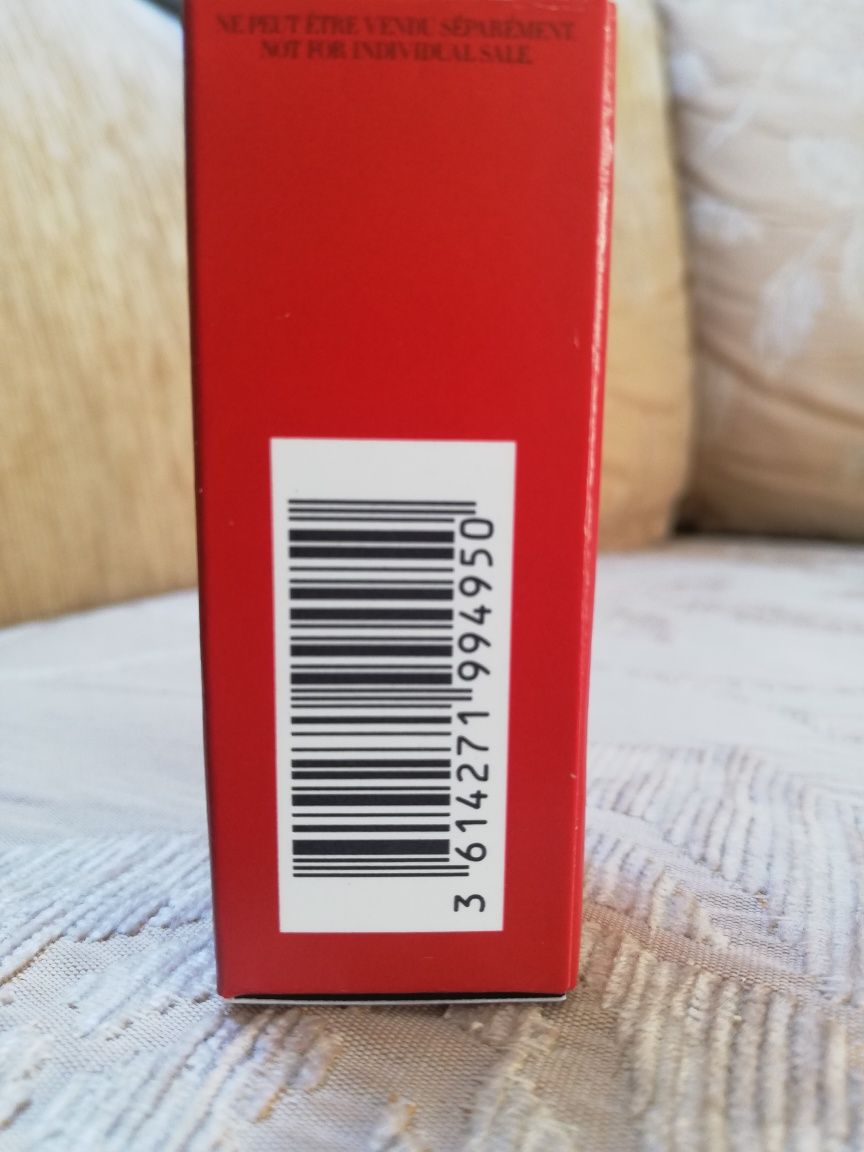 NE PEUT ÊTRE VENDU SÉPARÉMENT
NOT FOR INDIVIDUAL SALE
3 614271 994950